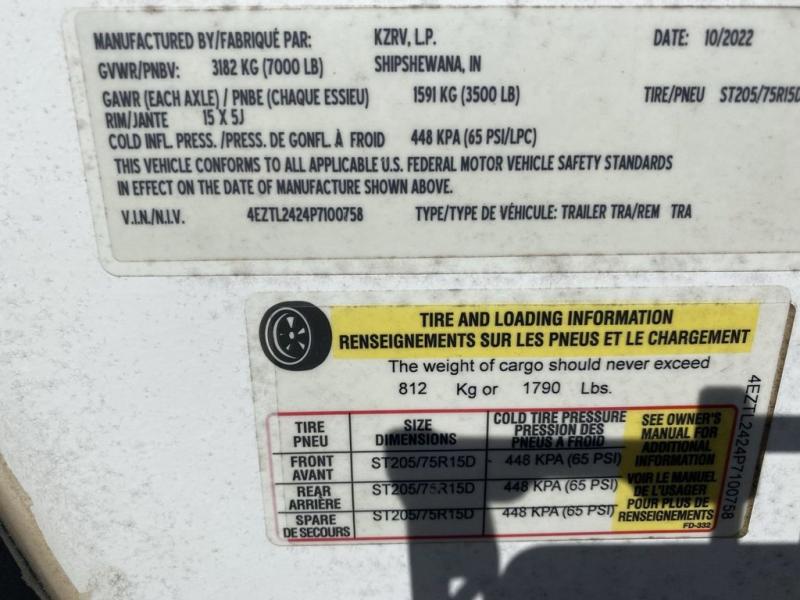 MANUFACTURED BY/FABRIQUÉ PAR: KZRV, L.P. DATE: 10/2022
GVWR/PNBV: 3182 KG (7000 LB) SHIPSHEWANA, IN
GAWR (EACH AXLE) / PNBE (CHAQUE ESSIEU) 1591 KG (3500 LB) TIRE/PNEU ST205/75R15D
RIM/JANTE 15 X 5J
COLD INFL. PRESS. /PRESS. DE GONFL. À FROID 448 KPA (65 PSI/LPC)
THIS VEHICLE CONFORMS TO ALL APPLICABLE U.S. FEDERAL MOTOR VEHICLE SAFETY STANDARDS
IN EFFECT ON THE DATE OF MANUFACTURE SHOWN ABOVE.
V.I.N./N.I.V. 4EZTL2424P7100758 TYPE/TYPE DE VÉHICULE: TRAILER TRA/REM TRA
TIRE AND LOADING INFORMATION
RENSEIGNEMENTS SUR LES PNEUS ET LE CHARGEMENT
The weight of cargo should never exceed
812 Kg or 1790 Lbs.
TIRE
PNEU
SIZE
DIMENSIONS
COLD TIRE PRESSURE
PRESSION DES
PNEUS A FROID
FRONT
AVANT
ST205/75R15D
448 KPA (65 PSI)
REAR
ARRIÈRE
ST205/75R15D
448 KPA (65 PSI)
SPARE
DE SECOURS
ST205/75R15D
448 KPA (65 PSI)
SEE OWNER'S
MANUAL FOR
ADDITIONAL
INFORMATION
VOIR LE MANUEL
DE L'USAGER
POUR PLUS DE
RENSEIGNEMENTS
FD-332
4EZTL2424P7100758